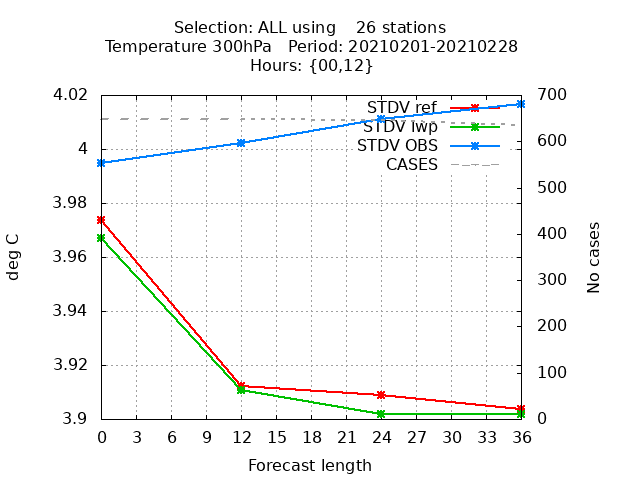 Selection: ALL using    26 stations
Temperature 300hPa   Period: 20210201-20210228
Hours: {00,12}
4.02
4
3.98
3.96
3.94
3.92
3.9
deg C
700
600
500
400
300
200
100
0
No cases
STDV ref
STDV lwp
STDV OBS
CASES
0 3 6 9 12 15 18 21 24 27 30 33 36
Forecast length